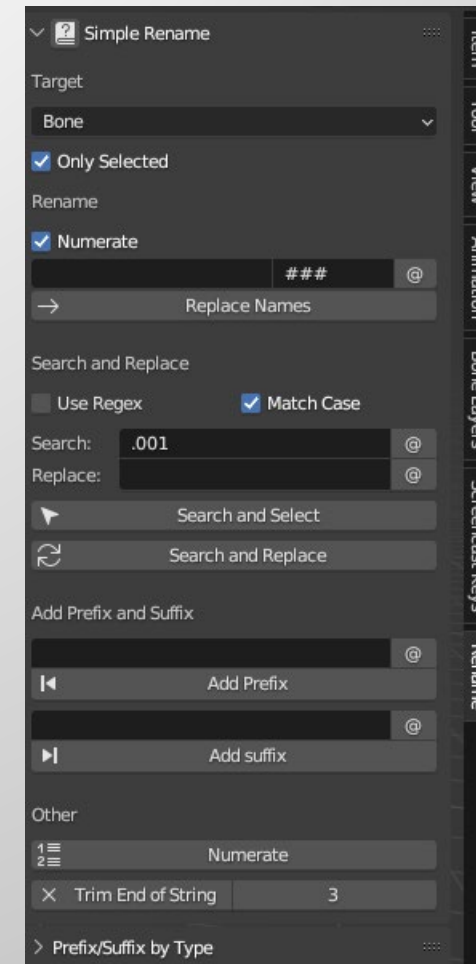 Simple Rename
Target
Bone
Only Selected
Rename
Numerate
### @
Replace Names
Search and Replace
Use Regex Match Case
Search: .001 @
Replace: @
Search and Select
Search and Replace
Add Prefix and Suffix
@
Add Prefix
@
Add suffix
Other
Numerate
Trim End of String 3
Prefix/Suffix by Type
Item
Tool
View
Animation
Bone Layers
Screencast Keys
Rename